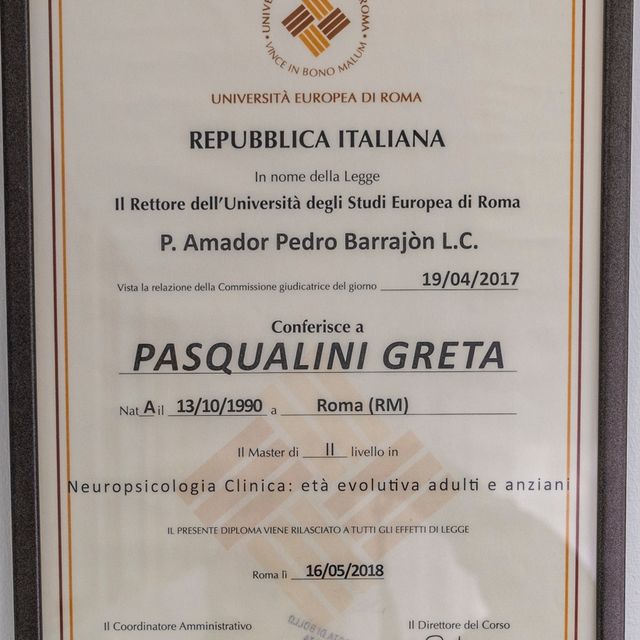 VINCE IN BONO MALUM
UNIVERSITÀ EUROPEA DI ROMA
REPUBBLICA ITALIANA
In nome della Legge
Il Rettore dell'Università degli Studi Europea di Roma
P. Amador Pedro Barrajòn L.C.
Vista la relazione della Commissione giudicatrice del giorno 19/04/2017
Conferisce a
PASQUALINI GRETA
Nat A il 13/10/1990 a Roma (RM)
Il Master di II livello in
Neuropsicologia Clinica: età evolutiva adulti e anziani
IL PRESENTE DIPLOMA VIENE RILASCIATO A TUTTI GLI EFFETTI DI LEGGE
Roma lì 16/05/2018
Il Coordinatore Amministrativo Il Direttore del Corso
DI BOLLO